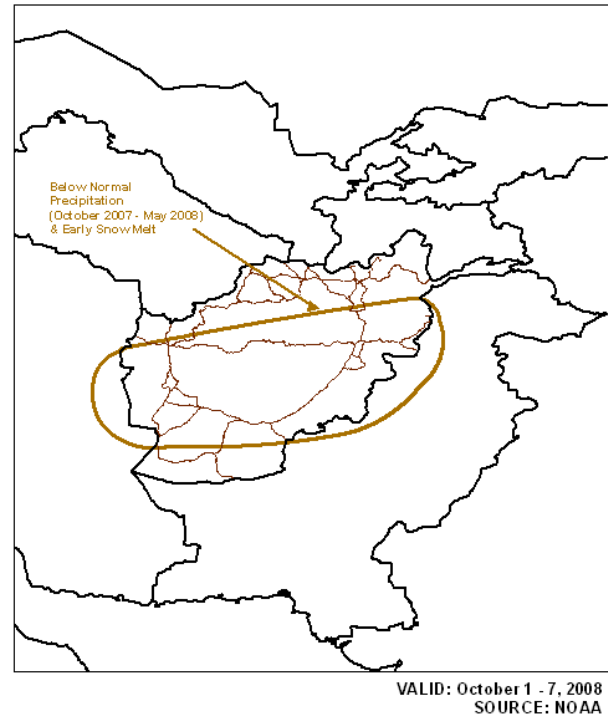 Below Normal
Precipitation
(October 2007 - May 2008)
& Early Snow Melt
VALID: October 1 - 7, 2008
SOURCE: NOAA